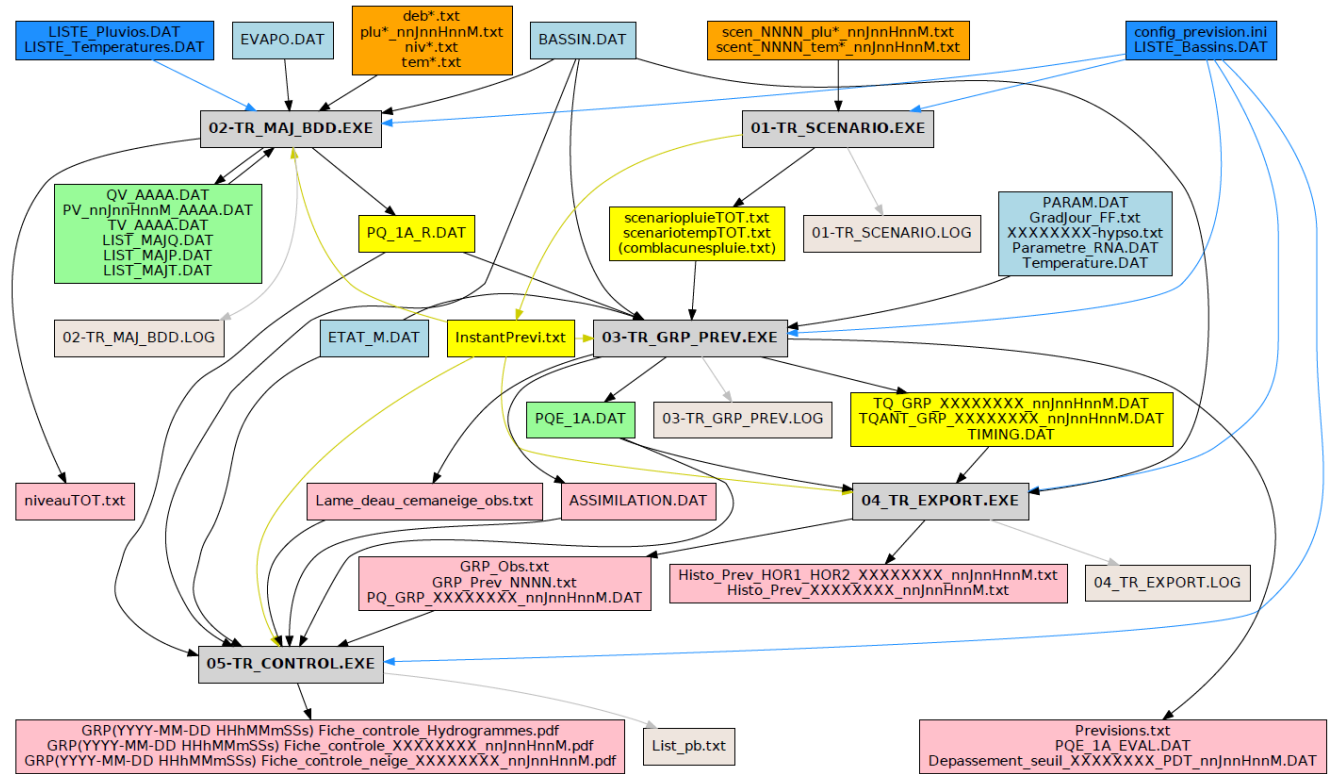 LISTE_Pluvios.DAT
LISTE_Temperatures.DAT
EVAPO.DAT
deb*.txt
plu*_nnJnnHnnM.txt
niv*.txt
tem*.txt
BASSIN.DAT
scen_NNNN_plu*_nnJnnHnnM.txt
scent_NNNN_tem*_nnJnnHnnM.txt
config_prevision.ini
LISTE_Bassins.DAT
02-TR_MAJ_BDD.EXE
01-TR_SCENARIO.EXE
QV_AAAA.DAT
PV_nnJnnHnnM_AAAA.DAT
TV_AAAA.DAT
LIST_MAJQ.DAT
LIST_MAJP.DAT
LIST_MAJT.DAT
PQ_1A_R.DAT
scenariopluieTOT.txt
scenariotempTOT.txt
(comblacunespluie.txt)
01-TR_SCENARIO.LOG
PARAM.DAT
GradJour_FF.txt
XXXXXXXX-hypso.txt
Parametre_RNA.DAT
Temperature.DAT
02-TR_MAJ_BDD.LOG
ETAT_M.DAT
InstantPrevi.txt
03-TR_GRP_PREV.EXE
PQE_1A.DAT
03-TR_GRP_PREV.LOG
TQ_GRP_XXXXXXXX_nnJnnHnnM.DAT
TQANT_GRP_XXXXXXXX_nnJnnHnnM.DAT
TIMING.DAT
niveauTOT.txt
Lame_deau_cemaneige_obs.txt
ASSIMILATION.DAT
04_TR_EXPORT.EXE
GRP_Obs.txt
GRP_Prev_NNNN.txt
PQ_GRP_XXXXXXXX_nnJnnHnnM.DAT
Histo_Prev_HOR1_HOR2_XXXXXXXX_nnJnnHnnM.txt
Histo_Prev_XXXXXXXX_nnJnnHnnM.txt
04_TR_EXPORT.LOG
05-TR_CONTROL.EXE
GRP(YYYY-MM-DD HHhMMmSSs) Fiche_controle_Hydrogrammes.pdf
GRP(YYYY-MM-DD HHhMMmSSs) Fiche_controle_XXXXXXXX_nnJnnHnnM.pdf
GRP(YYYY-MM-DD HHhMMmSSs) Fiche_controle_neige_XXXXXXXX_nnJnnHnnM.pdf
List_pb.txt
Previsions.txt
PQE_1A_EVAL.DAT
Depassement_seuil_XXXXXXXX_PDT_nnJnnHnnM.DAT